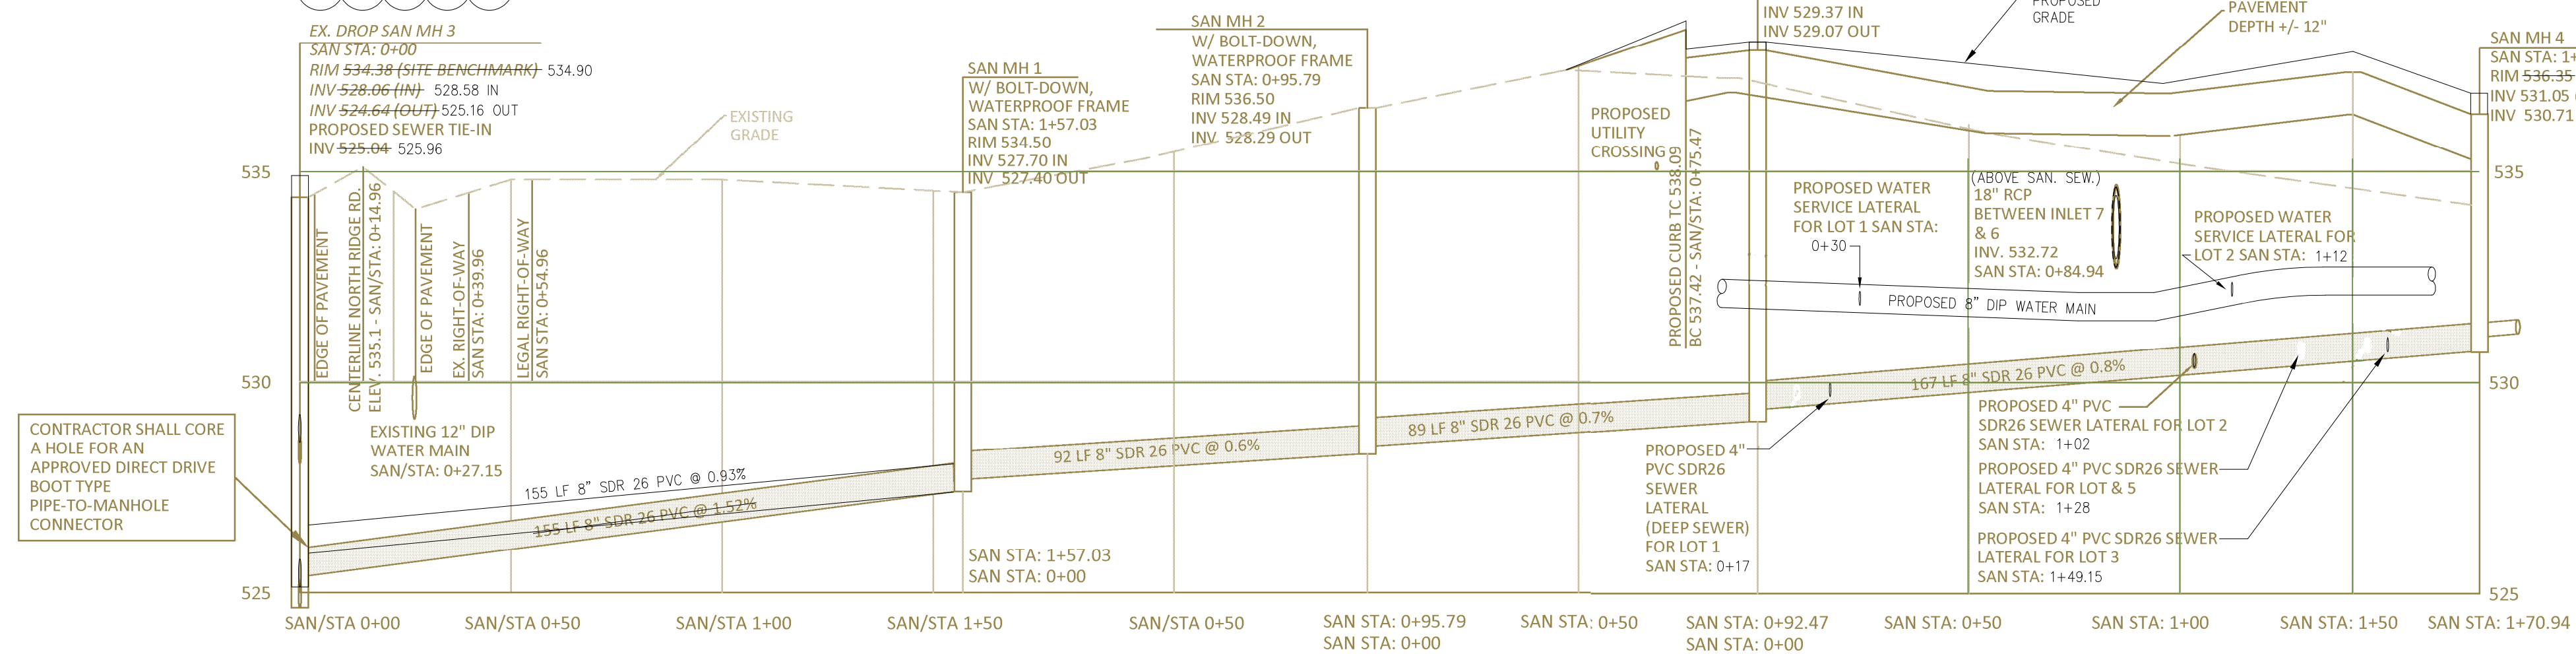 EX. DROP SAN MH 3
SAN STA: 0+00
RIM 534.38 (SITE BENCHMARK) 534.90
INV 528.06 (IN) 528.58 IN
INV 524.64 (OUT) 525.16 OUT
PROPOSED SEWER TIE-IN
INV 525.04 525.96
EXISTING
GRADE
SAN MH 1
W/ BOLT-DOWN,
WATERPROOF FRAME
SAN STA: 1+57.03
RIM 534.50
INV 527.70 IN
INV 527.40 OUT
SAN MH 2
W/ BOLT-DOWN,
WATERPROOF FRAME
SAN STA: 0+95.79
RIM 536.50
INV 528.49 IN
INV 528.29 OUT
INV 529.37 IN
INV 529.07 OUT
PROPOSED
GRADE
PAVEMENT
DEPTH +/- 12"
SAN MH 4
SAN STA: 1+
RIM 536.35
INV 531.05
INV 530.71
PROPOSED
UTILITY
CROSSING
PROPOSED CURB TC 538.09
BC 537.42 - SAN/STA: 0+75.47
535
535
530
530
525
525
EDGE OF PAVEMENT
CENTERLINE NORTH RIDGE RD.
ELEV. 535.1 - SAN/STA: 0+14.96
EDGE OF PAVEMENT
EX. RIGHT-OF-WAY
SAN STA: 0+39.96
LEGAL RIGHT-OF-WAY
SAN STA: 0+54.96
PROPOSED WATER
SERVICE LATERAL
FOR LOT 1 SAN STA:
0+30
(ABOVE SAN. SEW.)
18" RCP
BETWEEN INLET 7
& 6
INV. 532.72
SAN STA: 0+84.94
PROPOSED WATER
SERVICE LATERAL FOR
LOT 2 SAN STA: 1+12
PROPOSED 8" DIP WATER MAIN
CONTRACTOR SHALL CORE
A HOLE FOR AN
APPROVED DIRECT DRIVE
BOOT TYPE
PIPE-TO-MANHOLE
CONNECTOR
EXISTING 12" DIP
WATER MAIN
SAN/STA: 0+27.15
155 LF 8" SDR 26 PVC @ 0.93%
155 LF 8" SDR 26 PVC @ 1.52%
92 LF 8" SDR 26 PVC @ 0.6%
89 LF 8" SDR 26 PVC @ 0.7%
167 LF 8" SDR 26 PVC @ 0.8%
PROPOSED 4"
PVC SDR26
SEWER
LATERAL
(DEEP SEWER)
FOR LOT 1
SAN STA: 0+17
PROPOSED 4" PVC
SDR26 SEWER LATERAL FOR LOT 2
SAN STA: 1+02
PROPOSED 4" PVC SDR26 SEWER
LATERAL FOR LOT & 5
SAN STA: 1+28
PROPOSED 4" PVC SDR26 SEWER
LATERAL FOR LOT 3
SAN STA: 1+49.15
SAN STA: 1+57.03
SAN STA: 0+00
SAN/STA 0+00
SAN/STA 0+50
SAN/STA 1+00
SAN/STA 1+50
SAN/STA 0+50
SAN STA: 0+95.79
SAN STA: 0+00
SAN STA: 0+50
SAN STA: 0+92.47
SAN STA: 0+00
SAN STA: 0+50
SAN STA: 1+00
SAN STA: 1+50
SAN STA: 1+70.94